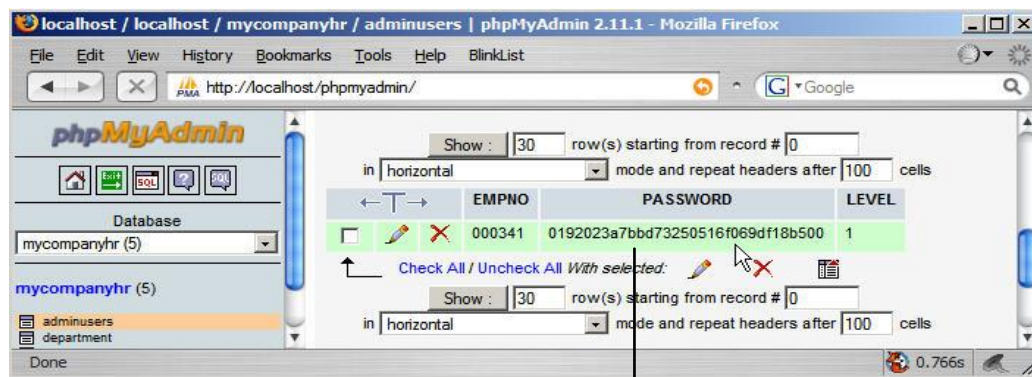 localhost / localhost / mycompanyhr / adminusers | phpMyAdmin 2.11.1 - Mozilla Firefox
File Edit View History Bookmarks Tools Help BlinkList
PMA http://localhost/phpmyadmin/ G Google
phpMyAdmin
Exit SQL SQL
Database
mycompanyhr (5)
mycompanyhr (5)
adminusers
department
Show : 30 row(s) starting from record # 0
in horizontal mode and repeat headers after 100 cells
←T→ EMPNO PASSWORD LEVEL
000341 0192023a7bbd73250516f069df18b500 1
Check All / Uncheck All With selected:
Show : 30 row(s) starting from record # 0
in horizontal mode and repeat headers after 100 cells
Done 0.766s